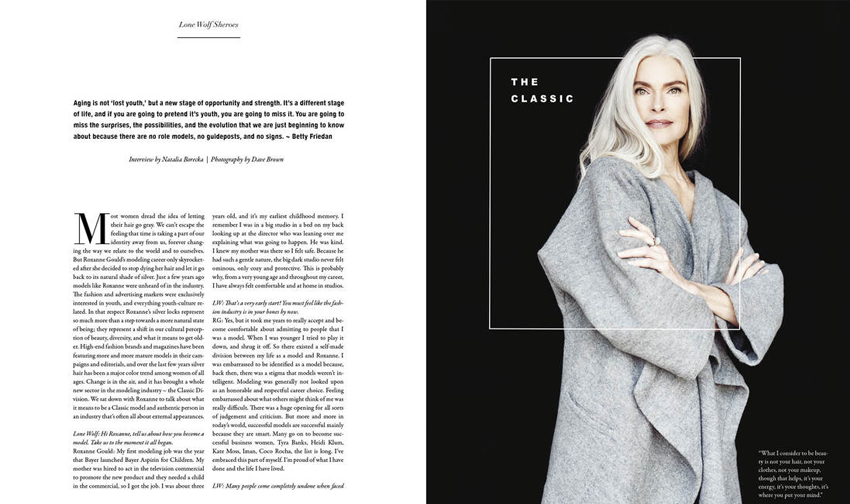 Lone Wolf Sheroes
Aging is not ‘lost youth,’ but a new stage of opportunity and strength. It’s a different stage
of life, and if you are going to pretend it’s youth, you are going to miss it. You are going to
miss the surprises, the possibilities, and the evolution that we are just beginning to know
about because there are no role models, no guideposts, and no signs. ~ Betty Friedan
Interview by Natalia Borecka | Photography by Dave Brown
Most women dread the idea of letting
their hair go gray. We can’t escape the
feeling that time is taking a part of our
identity away from us, forever chang-
ing the way we relate to the world and to ourselves.
But Roxanne Gould’s modeling career only skyrocket-
ed after she decided to stop dying her hair and let it go
back to its natural shade of silver. Just a few years ago
models like Roxanne were unheard of in the industry.
The fashion and advertising markets were exclusively
interested in youth, and everything youth-culture re-
lated. In that respect Roxanne’s silver locks represent
so much more than a step towards a more natural state
of being; they represent a shift in our cultural percep-
tion of beauty, diversity, and what it means to get old-
er. High-end fashion brands and magazines have been
featuring more and more mature models in their cam-
paigns and editorials, and over the last few years silver
hair has been a major color trend among women of all
ages. Change is in the air, and it has brought a whole
new sector in the modeling industry – the Classic Di-
vision. We sat down with Roxanne to talk about what
it means to be a Classic model and authentic person in
an industry that’s often all about external appearances.
Lone Wolf: Hi Roxanne, tell us about how you become a
model. Take us to the moment it all began.
Roxanne Gould: My first modeling job was the year
that Bayer launched Bayer Aspirin for Children. My
mother was hired to act in the television commercial
to promote the new product and they needed a child
in the commercial, so I got the job. I was about three
years old, and it’s my earliest childhood memory. I
remember I was in a big studio in a bed on my back
looking up at the director who was leaning over me
explaining what was going to happen. He was kind.
I knew my mother was there so I felt safe. Because he
had such a gentle nature, the big dark studio never felt
ominous, only cozy and protective. This is probably
why, from a very young age and throughout my career,
I have always felt comfortable and at home in studios.
LW: That’s a very early start! You must feel like the fash-
ion industry is in your bones by now.
RG: Yes, but it took me years to really accept and be-
come comfortable about admitting to people that I
was a model. When I was younger I tried to play it
down, and shrug it off. So there existed a self-made
division between my life as a model and Roxanne. I
was embarrassed to be identified as a model because,
back then, there was a stigma that models weren’t in-
telligent. Modeling was generally not looked upon
as an honorable and respectful career choice. Feeling
embarrassed about what others might think of me was
really difficult. There was a huge opening for all sorts
of judgement and criticism. But more and more in
today’s world, successful models are successful mainly
because they are smart. Many go on to become suc-
cessful business women, Tyra Banks, Heidi Klum,
Kate Moss, Iman, Coco Rocha, the list is long. I’ve
embraced this part of myself. I’m proud of what I have
done and the life I have lived.
LW: Many people come completely undone when faced
THE
CLASSIC
“What I consider to be beau-
ty is not your hair, not your
clothes, not your makeup,
though that helps, it’s your
energy, it’s your thoughts, it’s
where you put your mind.”